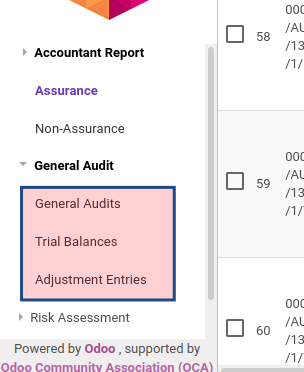 Accountant Report
Assurance
Non-Assurance
General Audit
General Audits
Trial Balances
Adjustment Entries
Risk Assessment
Powered by Odoo , supported by
Odoo Community Association (OCA)
58
/AU
/13
/1/
59
000
/AU
/13
/1/
60
000
/AU
/13
/1/